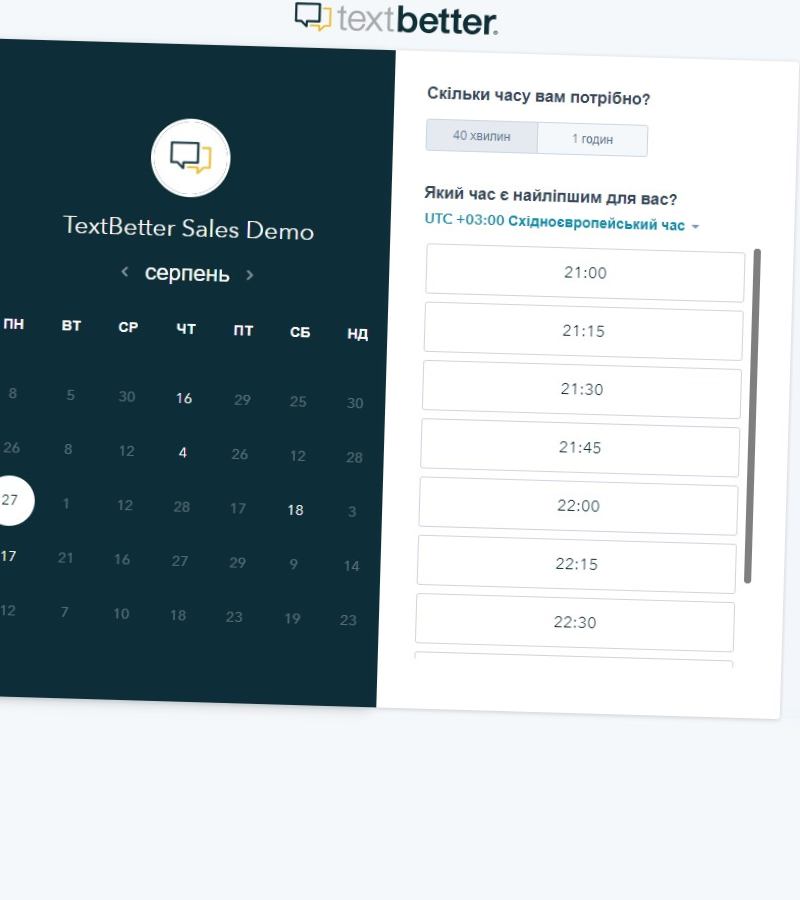 textbetter.
TextBetter Sales Demo
серпень
ПН ВТ СР ЧТ ПТ СБ НД
8 5 30 16 29 25 30
26 8 12 4 26 12 28
27 1 12 28 17 18 3
17 21 16 27 29 9 14
12 7 10 18 23 19 23
Скільки часу вам потрібно?
40 хвилин 1 годин
Який час є найліпшим для вас?
UTC +03:00 Східноєвропейський час
21:00
21:15
21:30
21:45
22:00
22:15
22:30